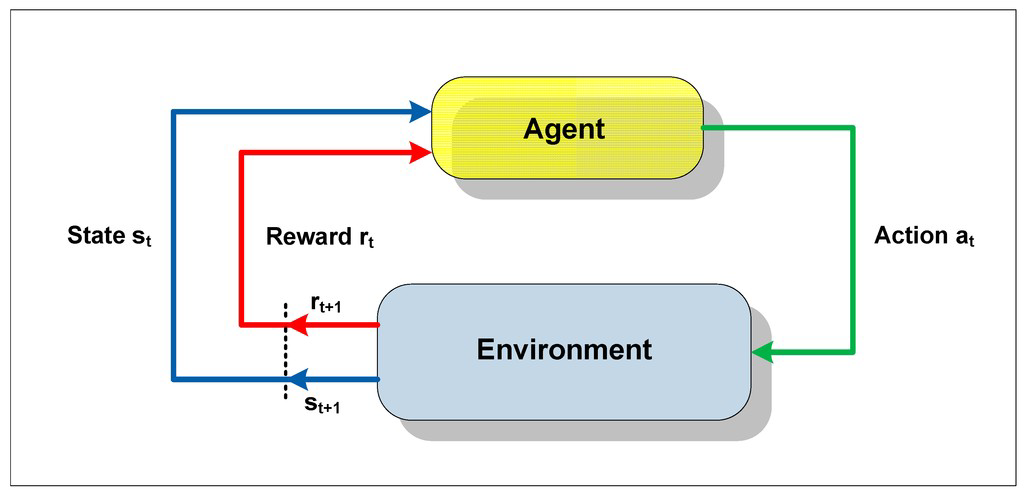 Agent
State sₜ
Reward rₜ
Action aₜ
rₜ₊₁
Environment
sₜ₊₁